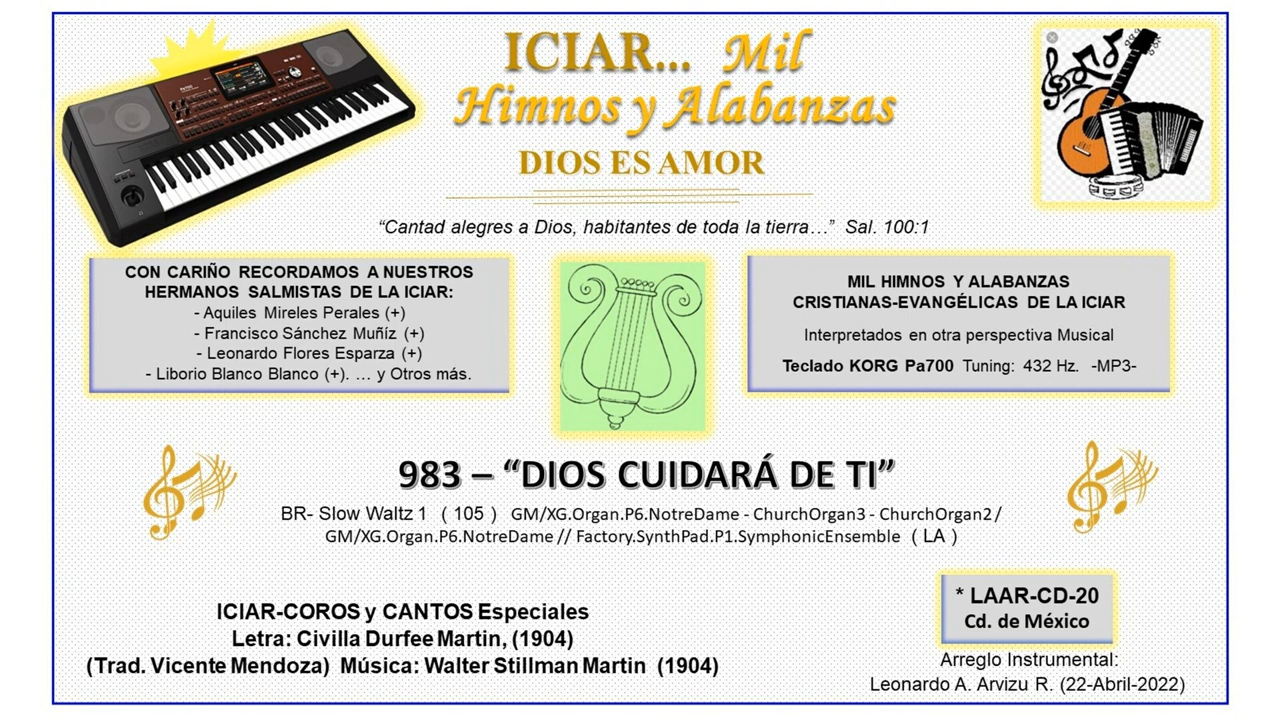 ICIAR... Mil
Himnos y Alabanzas
DIOS ES AMOR
“Cantad alegres a Dios, habitantes de toda la tierra…” Sal. 100:1
CON CARIÑO RECORDAMOS A NUESTROS
HERMANOS SALMISTAS DE LA ICIAR:
- Aquiles Mireles Perales (+)
- Francisco Sánchez Muñíz (+)
- Leonardo Flores Esparza (+)
- Liborio Blanco Blanco (+). … y Otros más.
MIL HIMNOS Y ALABANZAS
CRISTIANAS-EVANGÉLICAS DE LA ICIAR
Interpretados en otra perspectiva Musical
Teclado KORG Pa700 Tuning: 432 Hz. -MP3-
983 – “DIOS CUIDARÁ DE TI”
BR- Slow Waltz 1 ( 105 ) GM/XG.Organ.P6.NotreDame - ChurchOrgan3 - ChurchOrgan2 /
GM/XG.Organ.P6.NotreDame // Factory.SynthPad.P1.SymphonicEnsemble ( LA )
ICIAR-COROS y CANTOS Especiales
Letra: Civilla Durfee Martin, (1904)
(Trad. Vicente Mendoza) Música: Walter Stillman Martin (1904)
* LAAR-CD-20
Cd. de México
Arreglo Instrumental:
Leonardo A. Arvizu R. (22-Abril-2022)